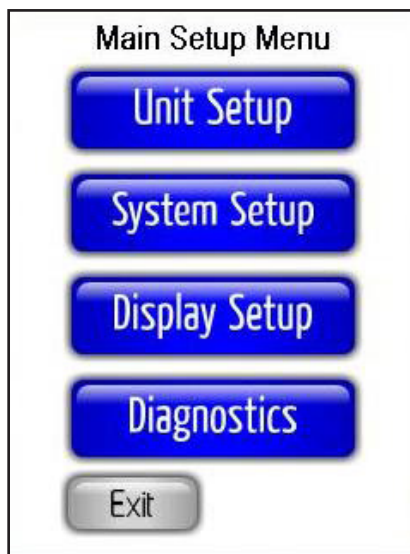 Main Setup Menu
Unit Setup
System Setup
Display Setup
Diagnostics
Exit